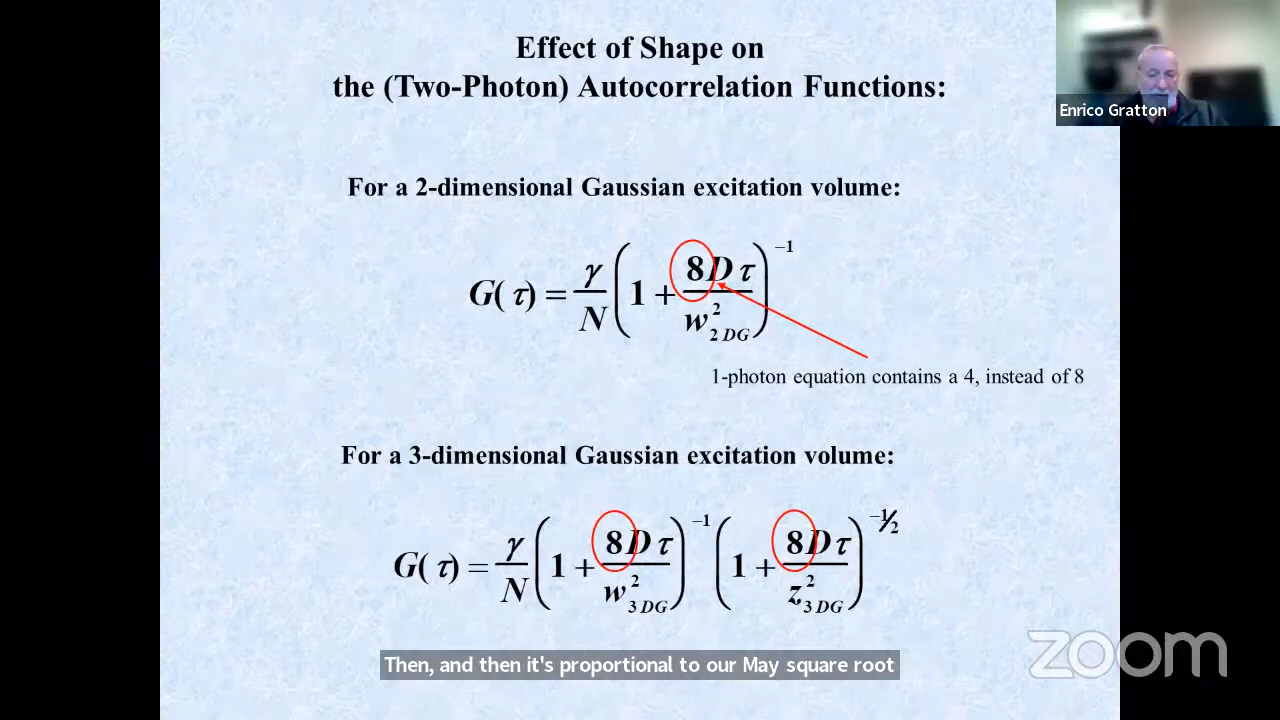 Effect of Shape on
the (Two-Photon) Autocorrelation Functions:
Enrico Gratton
For a 2-dimensional Gaussian excitation volume:
G(τ) = γ/N (1 + 8Dτ/w²₂DG)⁻¹
1-photon equation contains a 4, instead of 8
For a 3-dimensional Gaussian excitation volume:
G(τ) = γ/N (1 + 8Dτ/w²₃DG)⁻¹ (1 + 8Dτ/z²₃DG)^−1/2
Then, and then it's proportional to our May square root
zoom